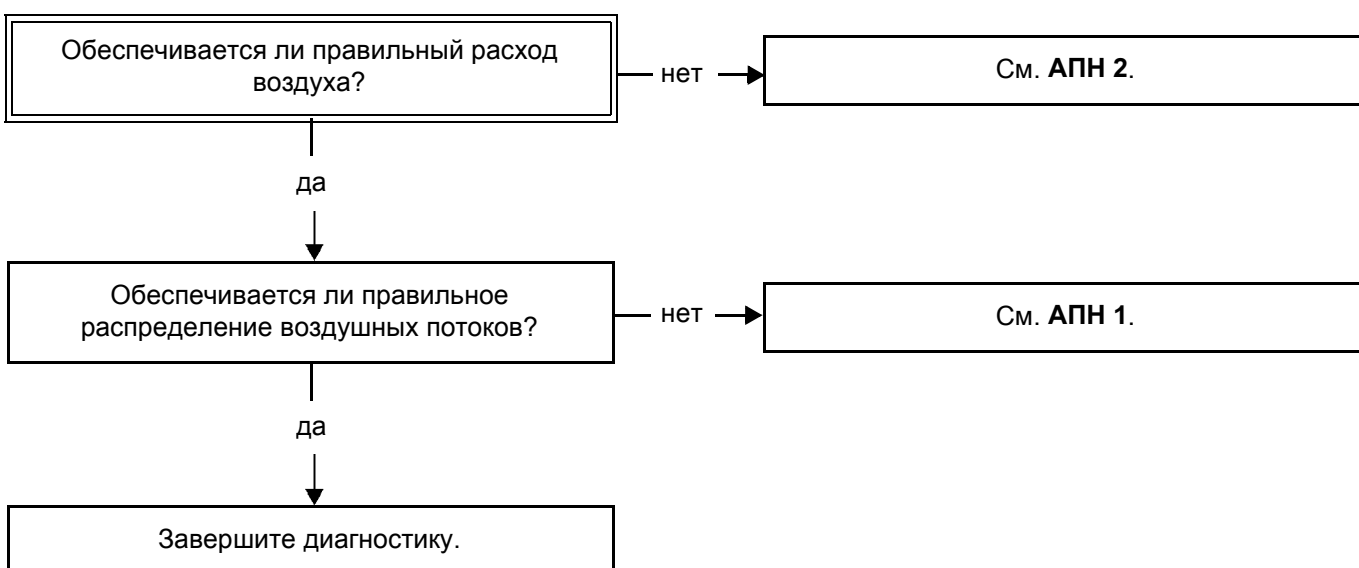 Обеспечивается ли правильный расход
воздуха?
нет
См. АПН 2.
да
Обеспечивается ли правильное
распределение воздушных потоков?
нет
См. АПН 1.
да
Завершите диагностику.